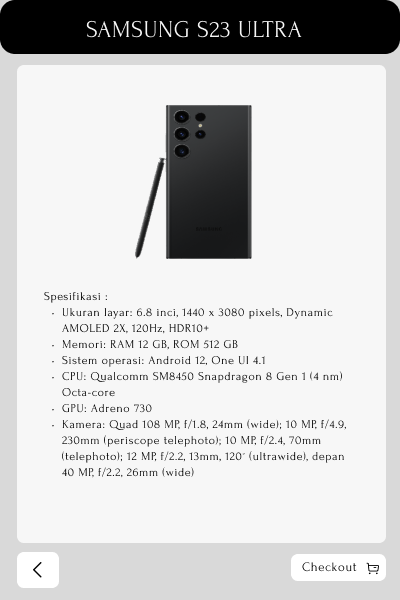 SAMSUNG S23 ULTRA
Spesifikasi :
· Ukuran layar: 6.8 inci, 1440 x 3080 pixels, Dynamic
AMOLED 2X, 120Hz, HDR10+
· Memori: RAM 12 GB, ROM 512 GB
· Sistem operasi: Android 12, One UI 4.1
· CPU: Qualcomm SM8450 Snapdragon 8 Gen 1 (4 nm)
Octa-core
· GPU: Adreno 730
· Kamera: Quad 108 MP, f/1.8, 24mm (wide); 10 MP, f/4.9,
230mm (periscope telephoto); 10 MP, f/2.4, 70mm
(telephoto); 12 MP, f/2.2, 13mm, 120˚ (ultrawide), depan
40 MP, f/2.2, 26mm (wide)
Checkout